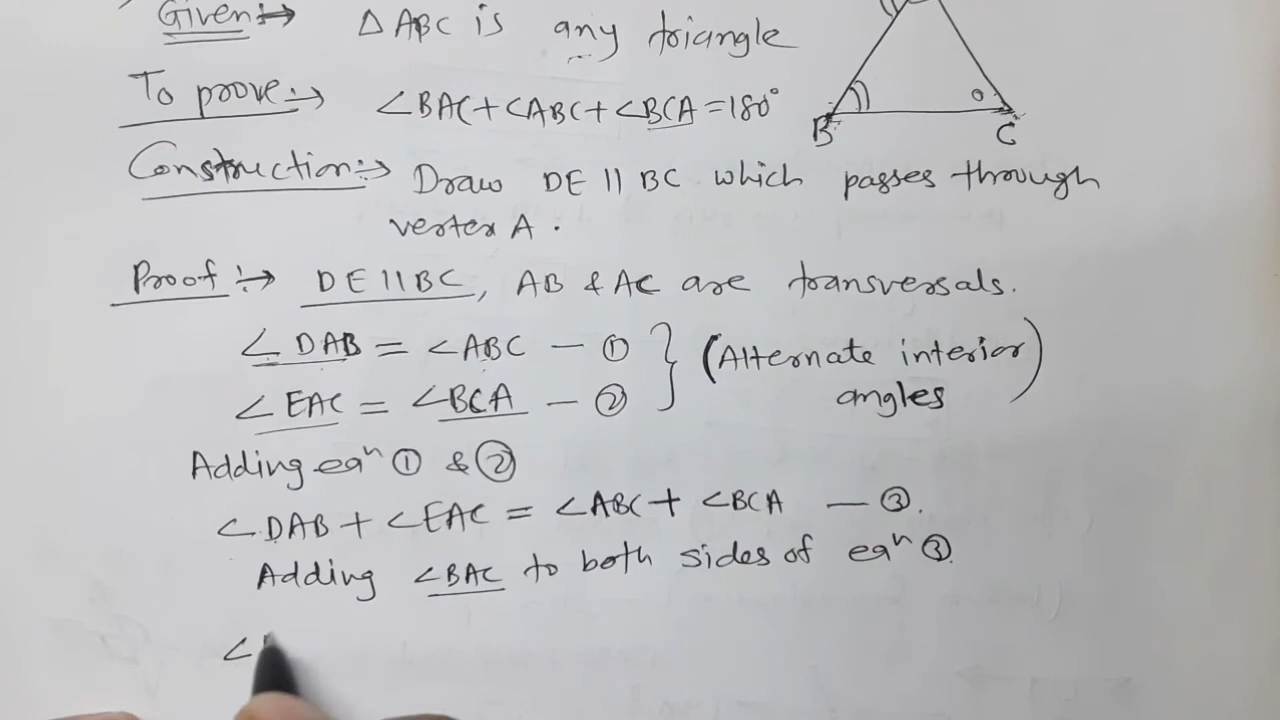 Given :→ △ABC is any triangle
To prove :→ ∠BAC + ∠ABC + ∠BCA = 180°
B C
Construction :→ Draw DE || BC which passes through
vertex A.
Proof :→ DE || BC, AB & AC are transversals.
∠DAB = ∠ABC — ①
(Alternate interior
∠EAC = ∠BCA — ②
angles)
Adding eqⁿ ① & ②
∠DAB + ∠EAC = ∠ABC + ∠BCA — ③.
Adding ∠BAC to both sides of eqⁿ ③.
∠